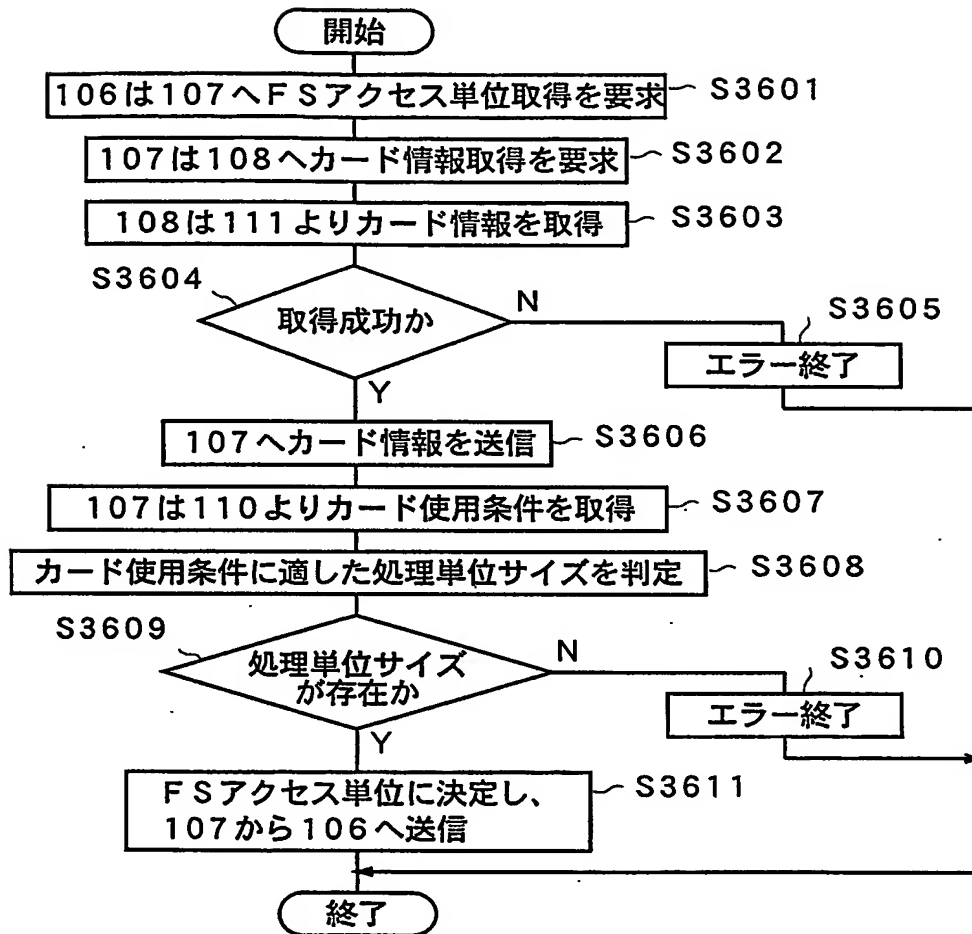 開始
106は107へFSアクセス単位取得を要求 S3601
107は108へカード情報取得を要求 S3602
108は111よりカード情報を取得 S3603
S3604
取得成功か
N
Y
S3605
エラー終了
107へカード情報を送信 S3606
107は110よりカード使用条件を取得 S3607
カード使用条件に適した処理単位サイズを判定 S3608
S3609
処理単位サイズ
が存在か
N
Y
S3610
エラー終了
FSアクセス単位に決定し、
107から106へ送信
S3611
終了